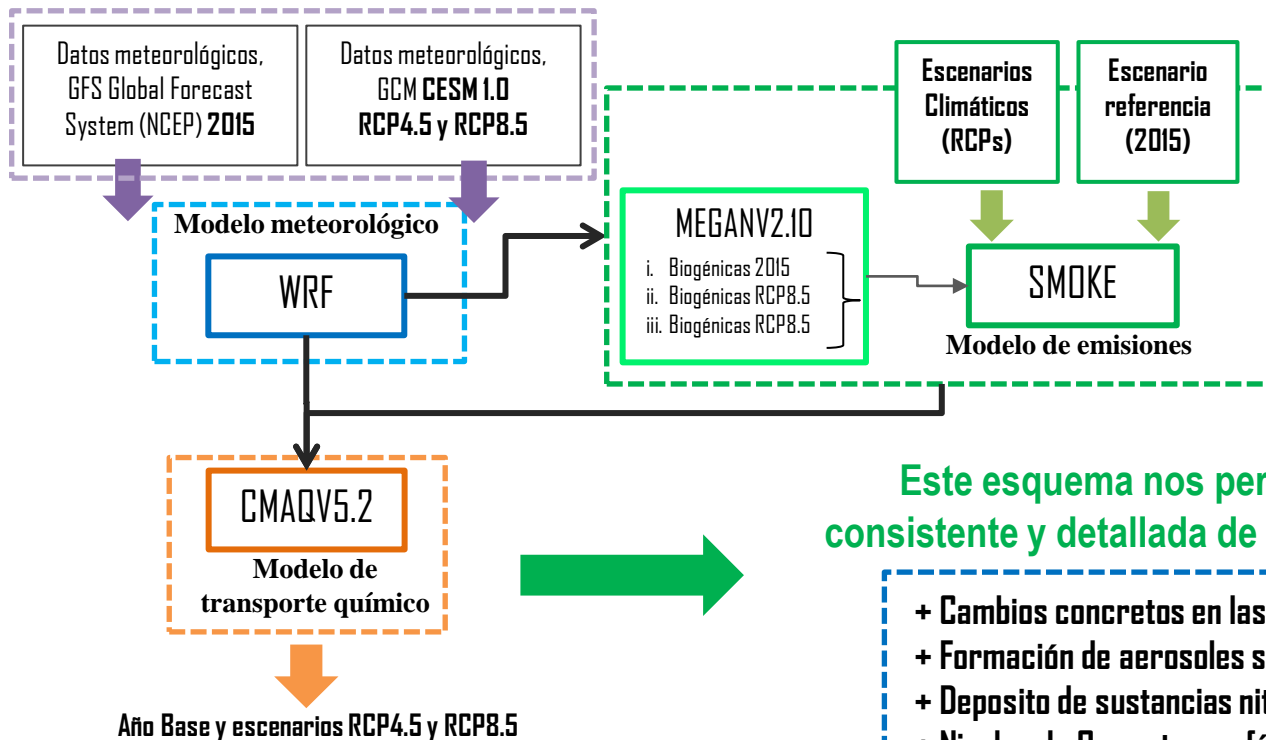 Datos meteorológicos,
GFS Global Forecast
System (NCEP) 2015
Datos meteorológicos,
GCM CESM 1.0
RCP4.5 y RCP8.5
Escenarios
Climáticos
(RCPs)
Escenario
referencia
(2015)
Modelo meteorológico
WRF
MEGANV2.10
i. Biogénicas 2015
ii. Biogénicas RCP8.5
iii. Biogénicas RCP8.5
SMOKE
Modelo de emisiones
CMAQV5.2
Modelo de
transporte químico
Año Base y escenarios RCP4.5 y RCP8.5
Este esquema nos per
consistente y detallada de
+ Cambios concretos en las
+ Formación de aerosoles s
+ Deposito de sustancias nit